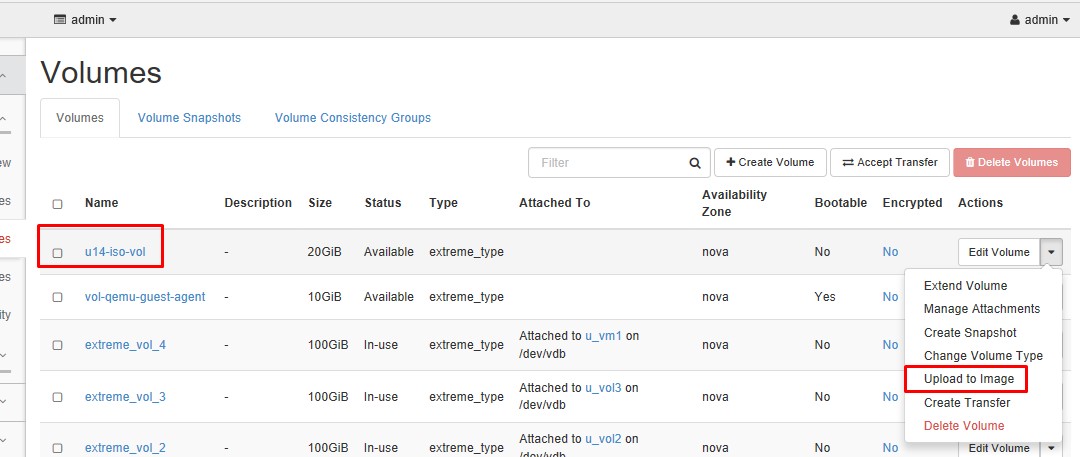 admin admin
Volumes
Volumes Volume Snapshots Volume Consistency Groups
Filter Create Volume Accept Transfer Delete Volumes
Name Description Size Status Type Attached To Availability Zone Bootable Encrypted Actions
u14-iso-vol - 20GiB Available extreme_type nova No No Edit Volume
vol-qemu-guest-agent - 10GiB Available extreme_type nova Yes No
extreme_vol_4 - 100GiB In-use extreme_type Attached to u_vm1 on /dev/vdb nova No No
extreme_vol_3 - 100GiB In-use extreme_type Attached to u_vol3 on /dev/vdb nova No No
extreme_vol_2 - 100GiB In-use extreme_type Attached to u_vol2 on /dev/vdb nova No No Edit Volume
Extend Volume
Manage Attachments
Create Snapshot
Change Volume Type
Upload to Image
Create Transfer
Delete Volume